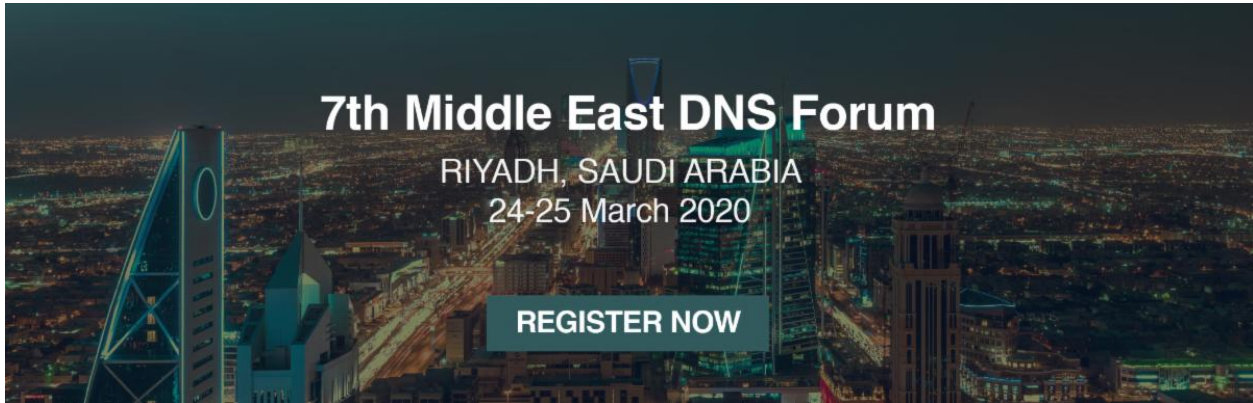 7th Middle East DNS Forum
RIYADH, SAUDI ARABIA
24-25 March 2020
REGISTER NOW